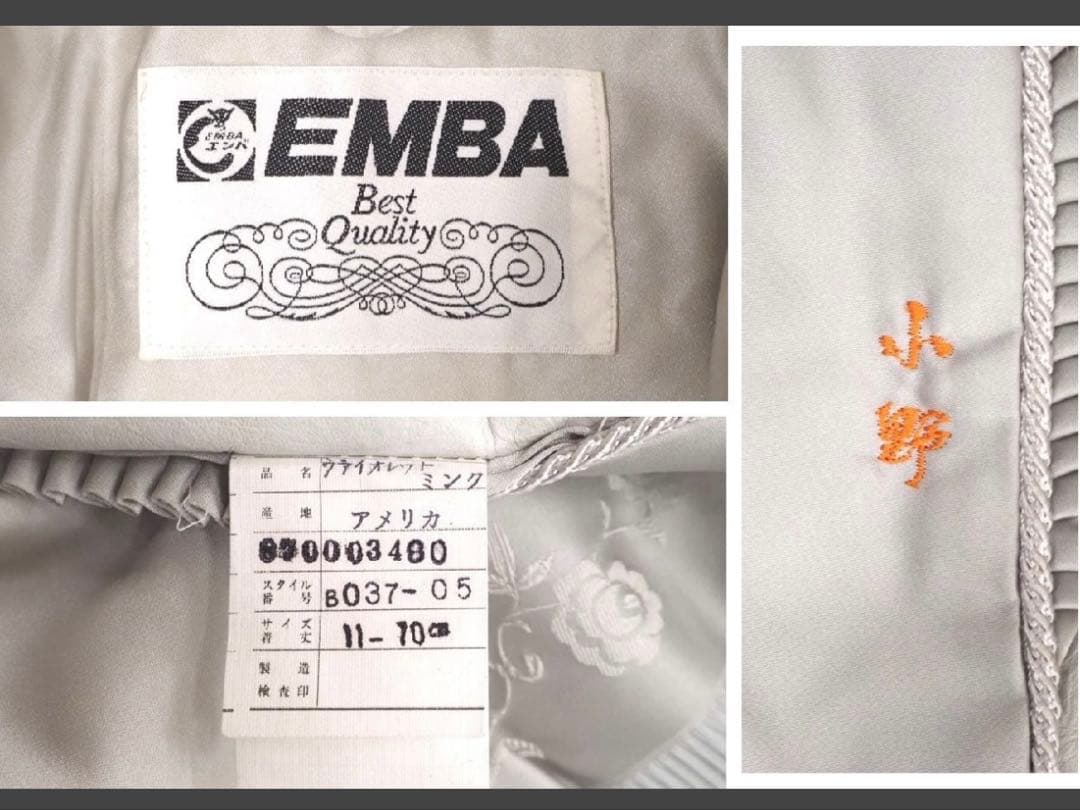 EMBA
エンバ
EMBA
Best
Quality
品名 ヴァイオレット
ミンク
産地 アメリカ
0003480
スタイル
番号 B037-05
サイズ
着丈 11-70cm
製造
検査印
小野